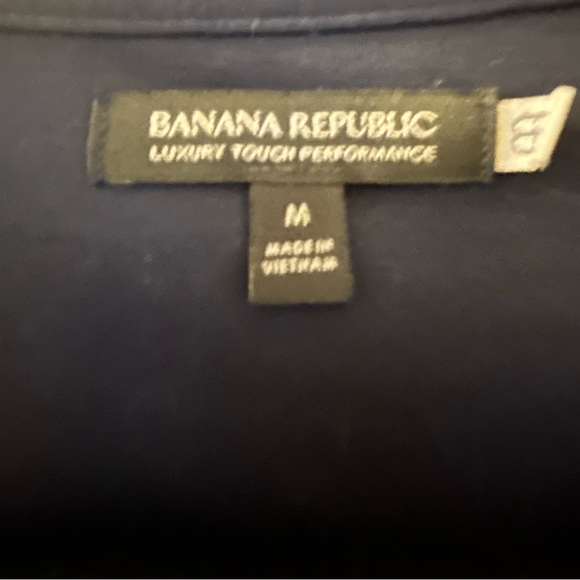 BANANA REPUBLIC
LUXURY TOUCH PERFORMANCE
M
MADE IN
VIETNAM